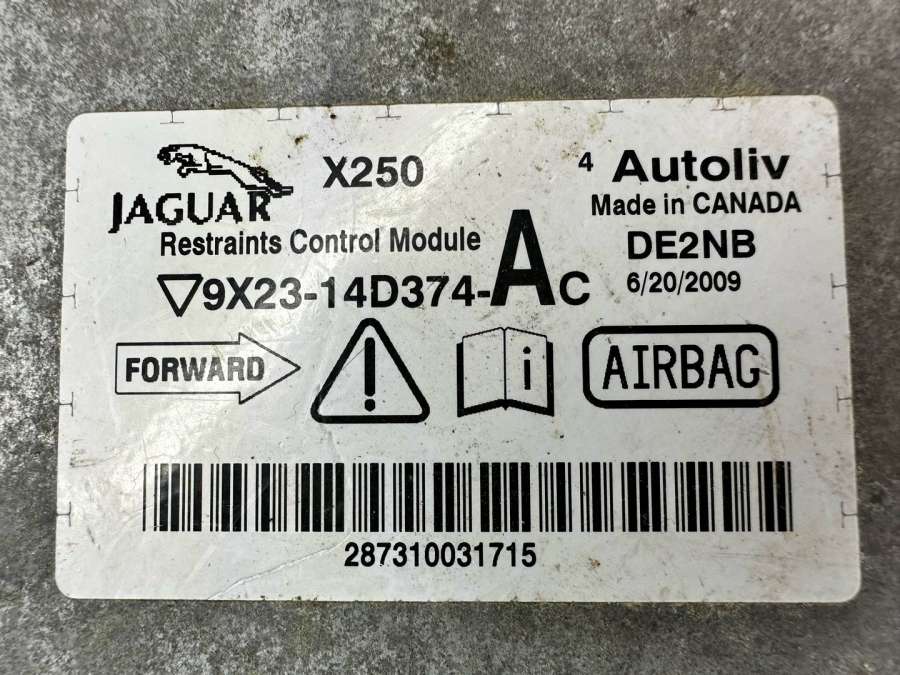 JAGUAR
X250
4 Autoliv
Made in CANADA
Restraints Control Module
DE2NB
9X23-14D374-AC
6/20/2009
FORWARD
i
AIRBAG
287310031715